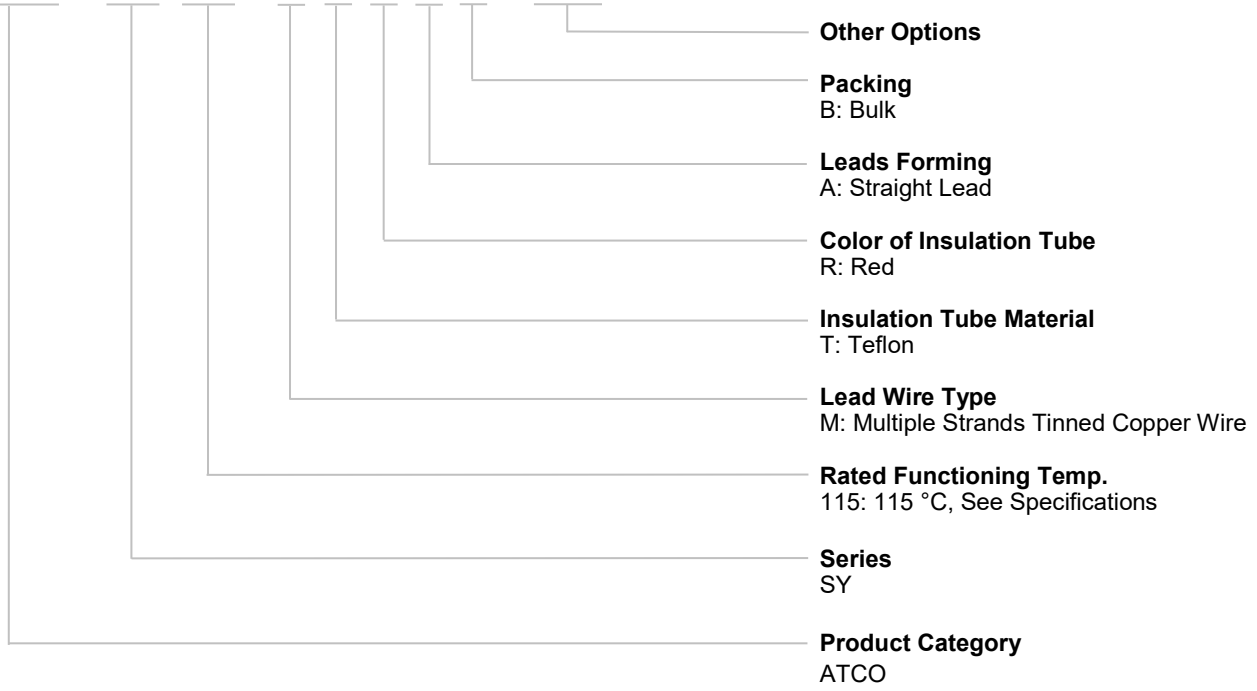 Other Options
Packing
B: Bulk
Leads Forming
A: Straight Lead
Color of Insulation Tube
R: Red
Insulation Tube Material
T: Teflon
Lead Wire Type
M: Multiple Strands Tinned Copper Wire
Rated Functioning Temp.
115: 115 °C, See Specifications
Series
SY
Product Category
ATCO